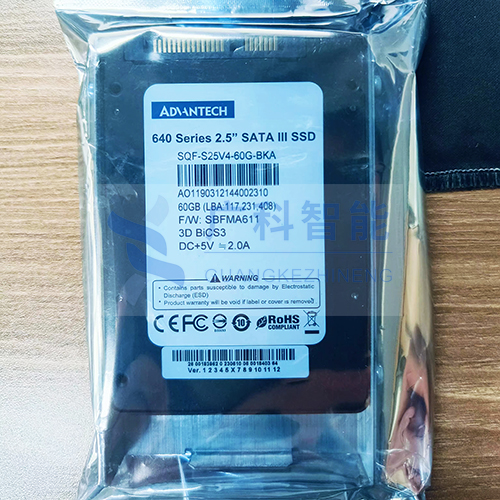 ADVANTECH
640 Series 2.5" SATA III SSD
SQF-S25V4-60G-BKA
AO1190312144002310
60GB (LBA:117,231,408)
F/W: SBFMA611
3D BiCS3
DC+5V ≒ 2.0A
科智能
WARNING
• Contains parts susceptible to damage by Electrostatic
Discharge (ESD)
• Product warranty will be void if label or cover is removed
CE FC 10 RoHS
COMPLIANT
Ver. 1 2 3 4 5 X 7 8 9 10 11 12